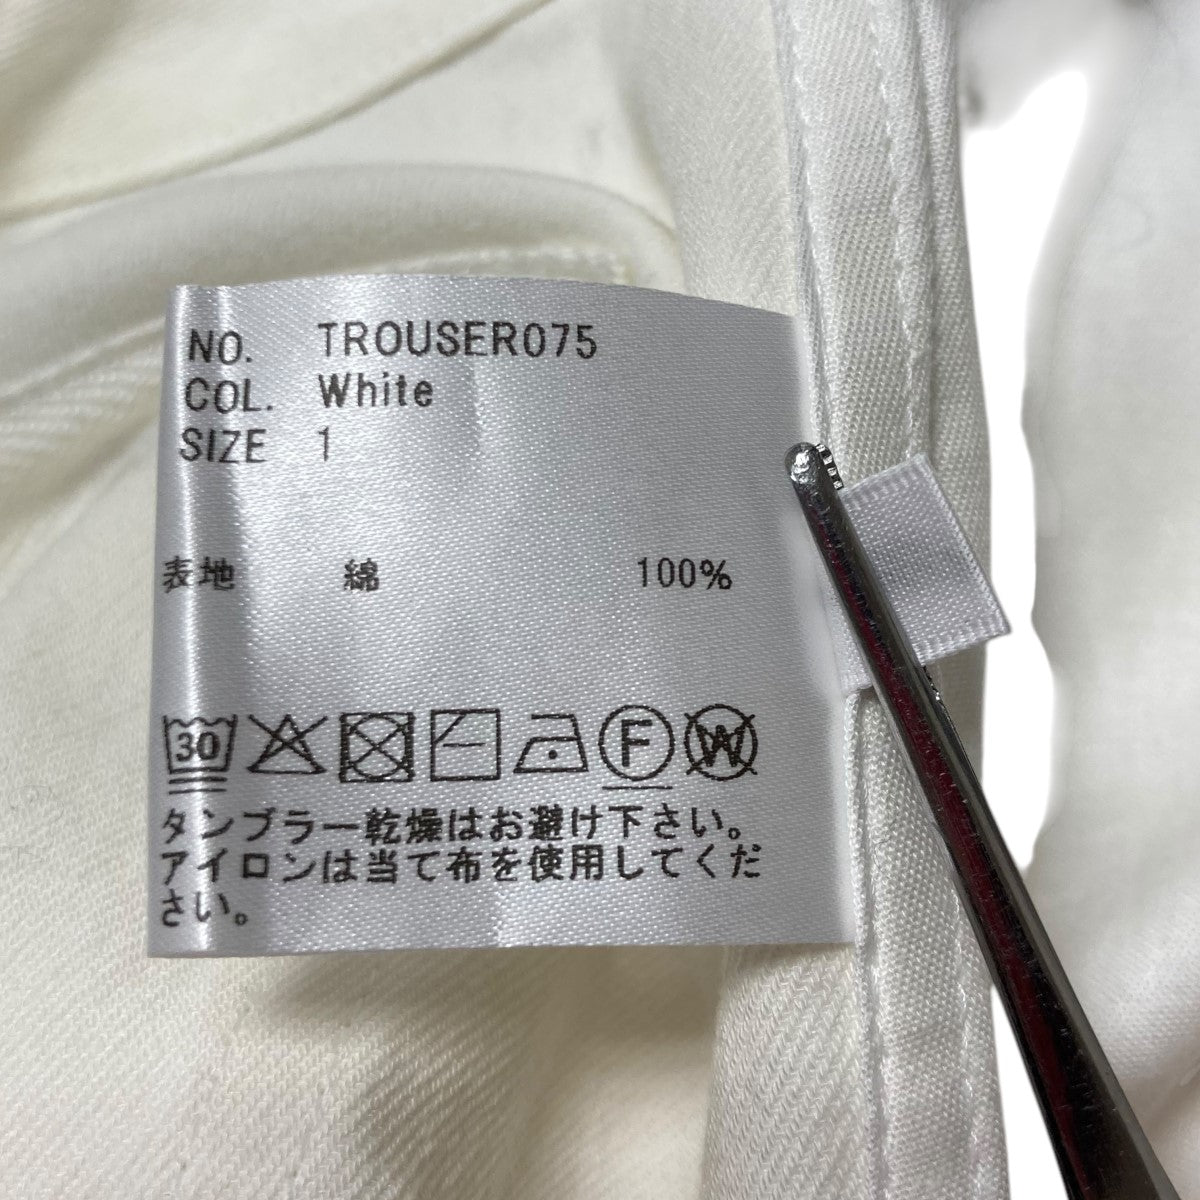 NO. TROUSER075
COL. White
SIZE 1
表地 綿 100%
30 F W
タンブラー乾燥はお避け下さい。
アイロンは当て布を使用してくだ
さい。